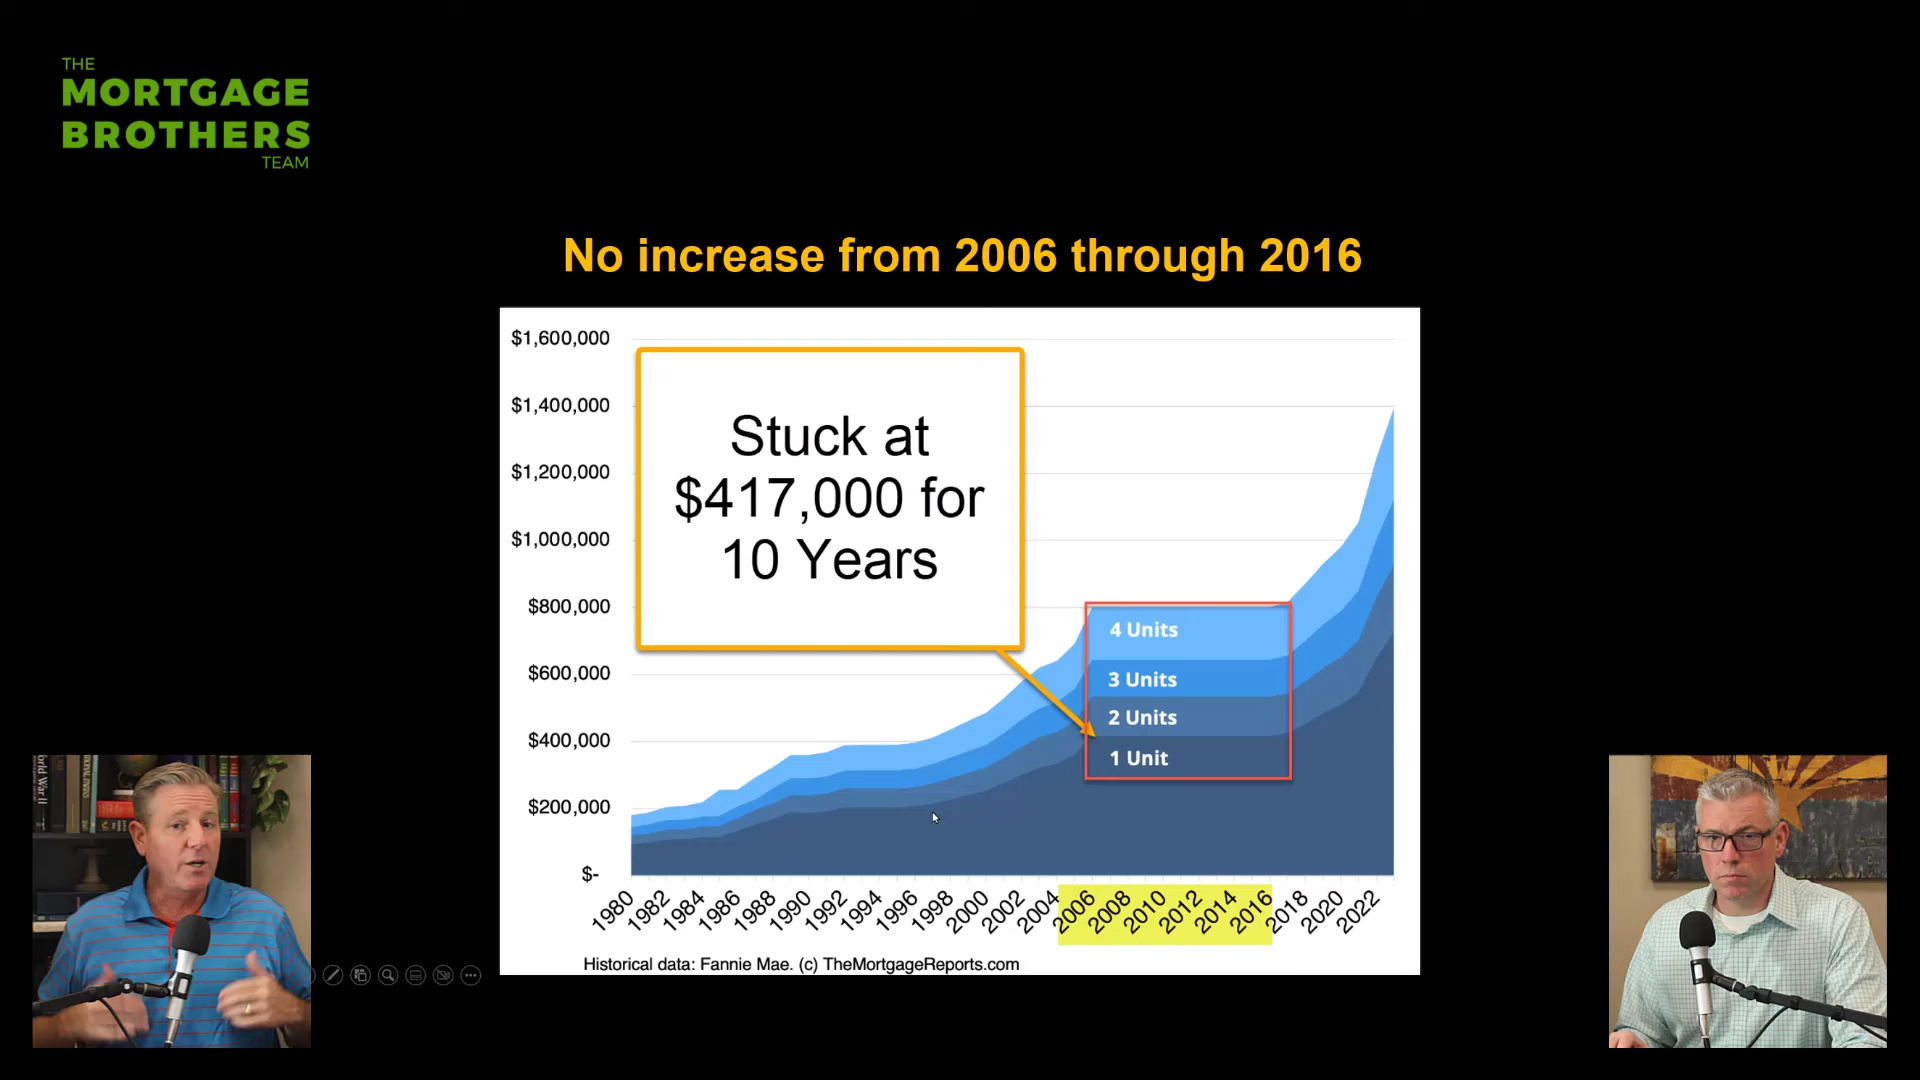 THE
MORTGAGE
BROTHERS
TEAM
No increase from 2006 through 2016
$1,600,000
$1,400,000
$1,200,000
$1,000,000
$800,000
$600,000
$400,000
$200,000
$-
Stuck at
$417,000 for
10 Years
4 Units
3 Units
2 Units
1 Unit
1980 1982 1984 1986 1988 1990 1992 1994 1996 1998 2000 2002 2004 2006 2008 2010 2012 2014 2016 2018 2020 2022
Historical data: Fannie Mae. (c) TheMortgageReports.com
World War II